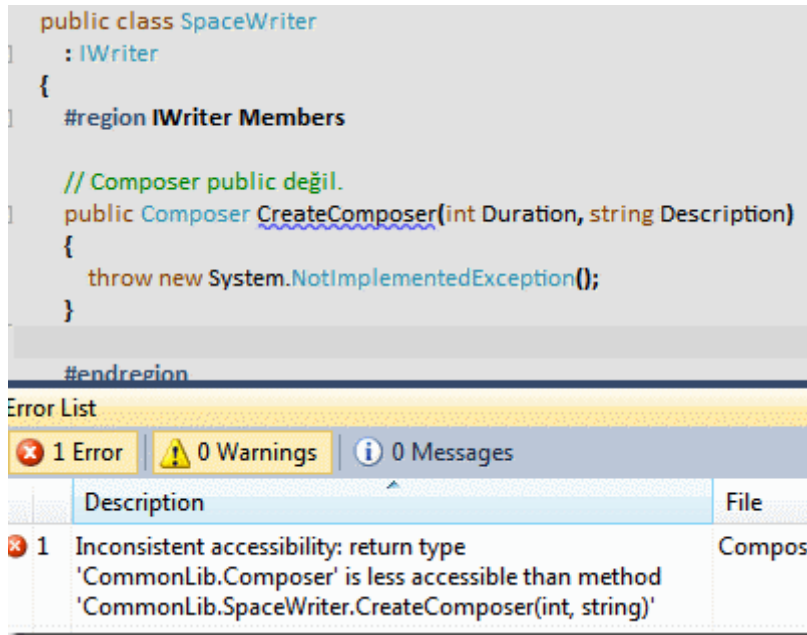 public class SpaceWriter
: IWriter
{
#region IWriter Members
// Composer public değil.
public Composer CreateComposer(int Duration, string Description)
{
throw new System.NotImplementedException();
}
#endregion
Error List
1 Error 0 Warnings 0 Messages
Description File
1 Inconsistent accessibility: return type Compos
'CommonLib.Composer' is less accessible than method
'CommonLib.SpaceWriter.CreateComposer(int, string)'